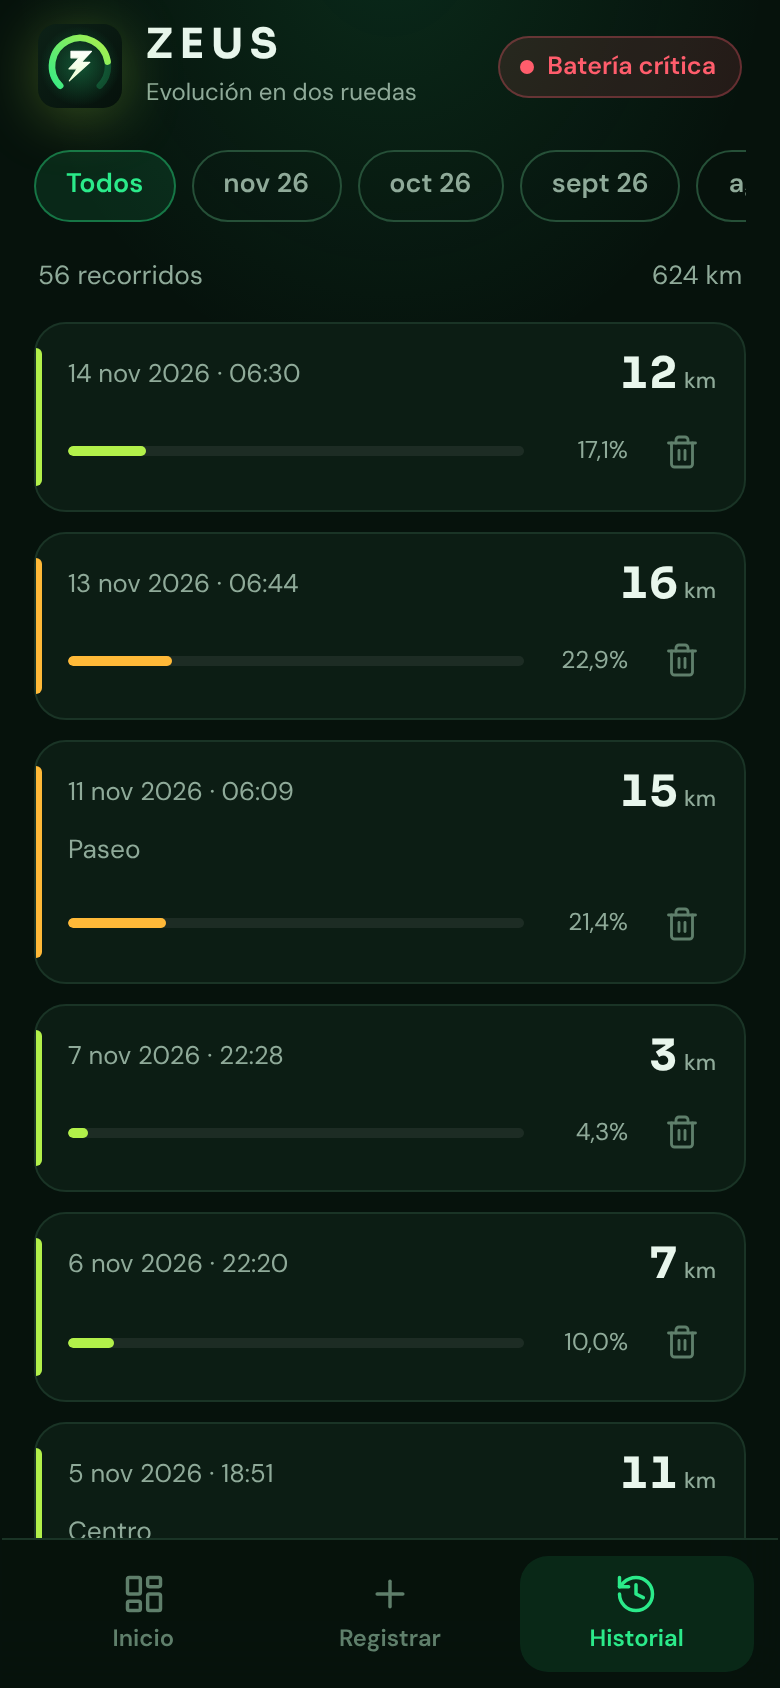 ZEUS
Evolución en dos ruedas
Batería crítica
Todos
nov 26
oct 26
sept 26
56 recorridos
624 km
14 nov 2026 · 06:30
12 km
17,1%
13 nov 2026 · 06:44
16 km
22,9%
11 nov 2026 · 06:09
15 km
Paseo
21,4%
7 nov 2026 · 22:28
3 km
4,3%
6 nov 2026 · 22:20
7 km
10,0%
5 nov 2026 · 18:51
11 km
Centro
Inicio
Registrar
Historial